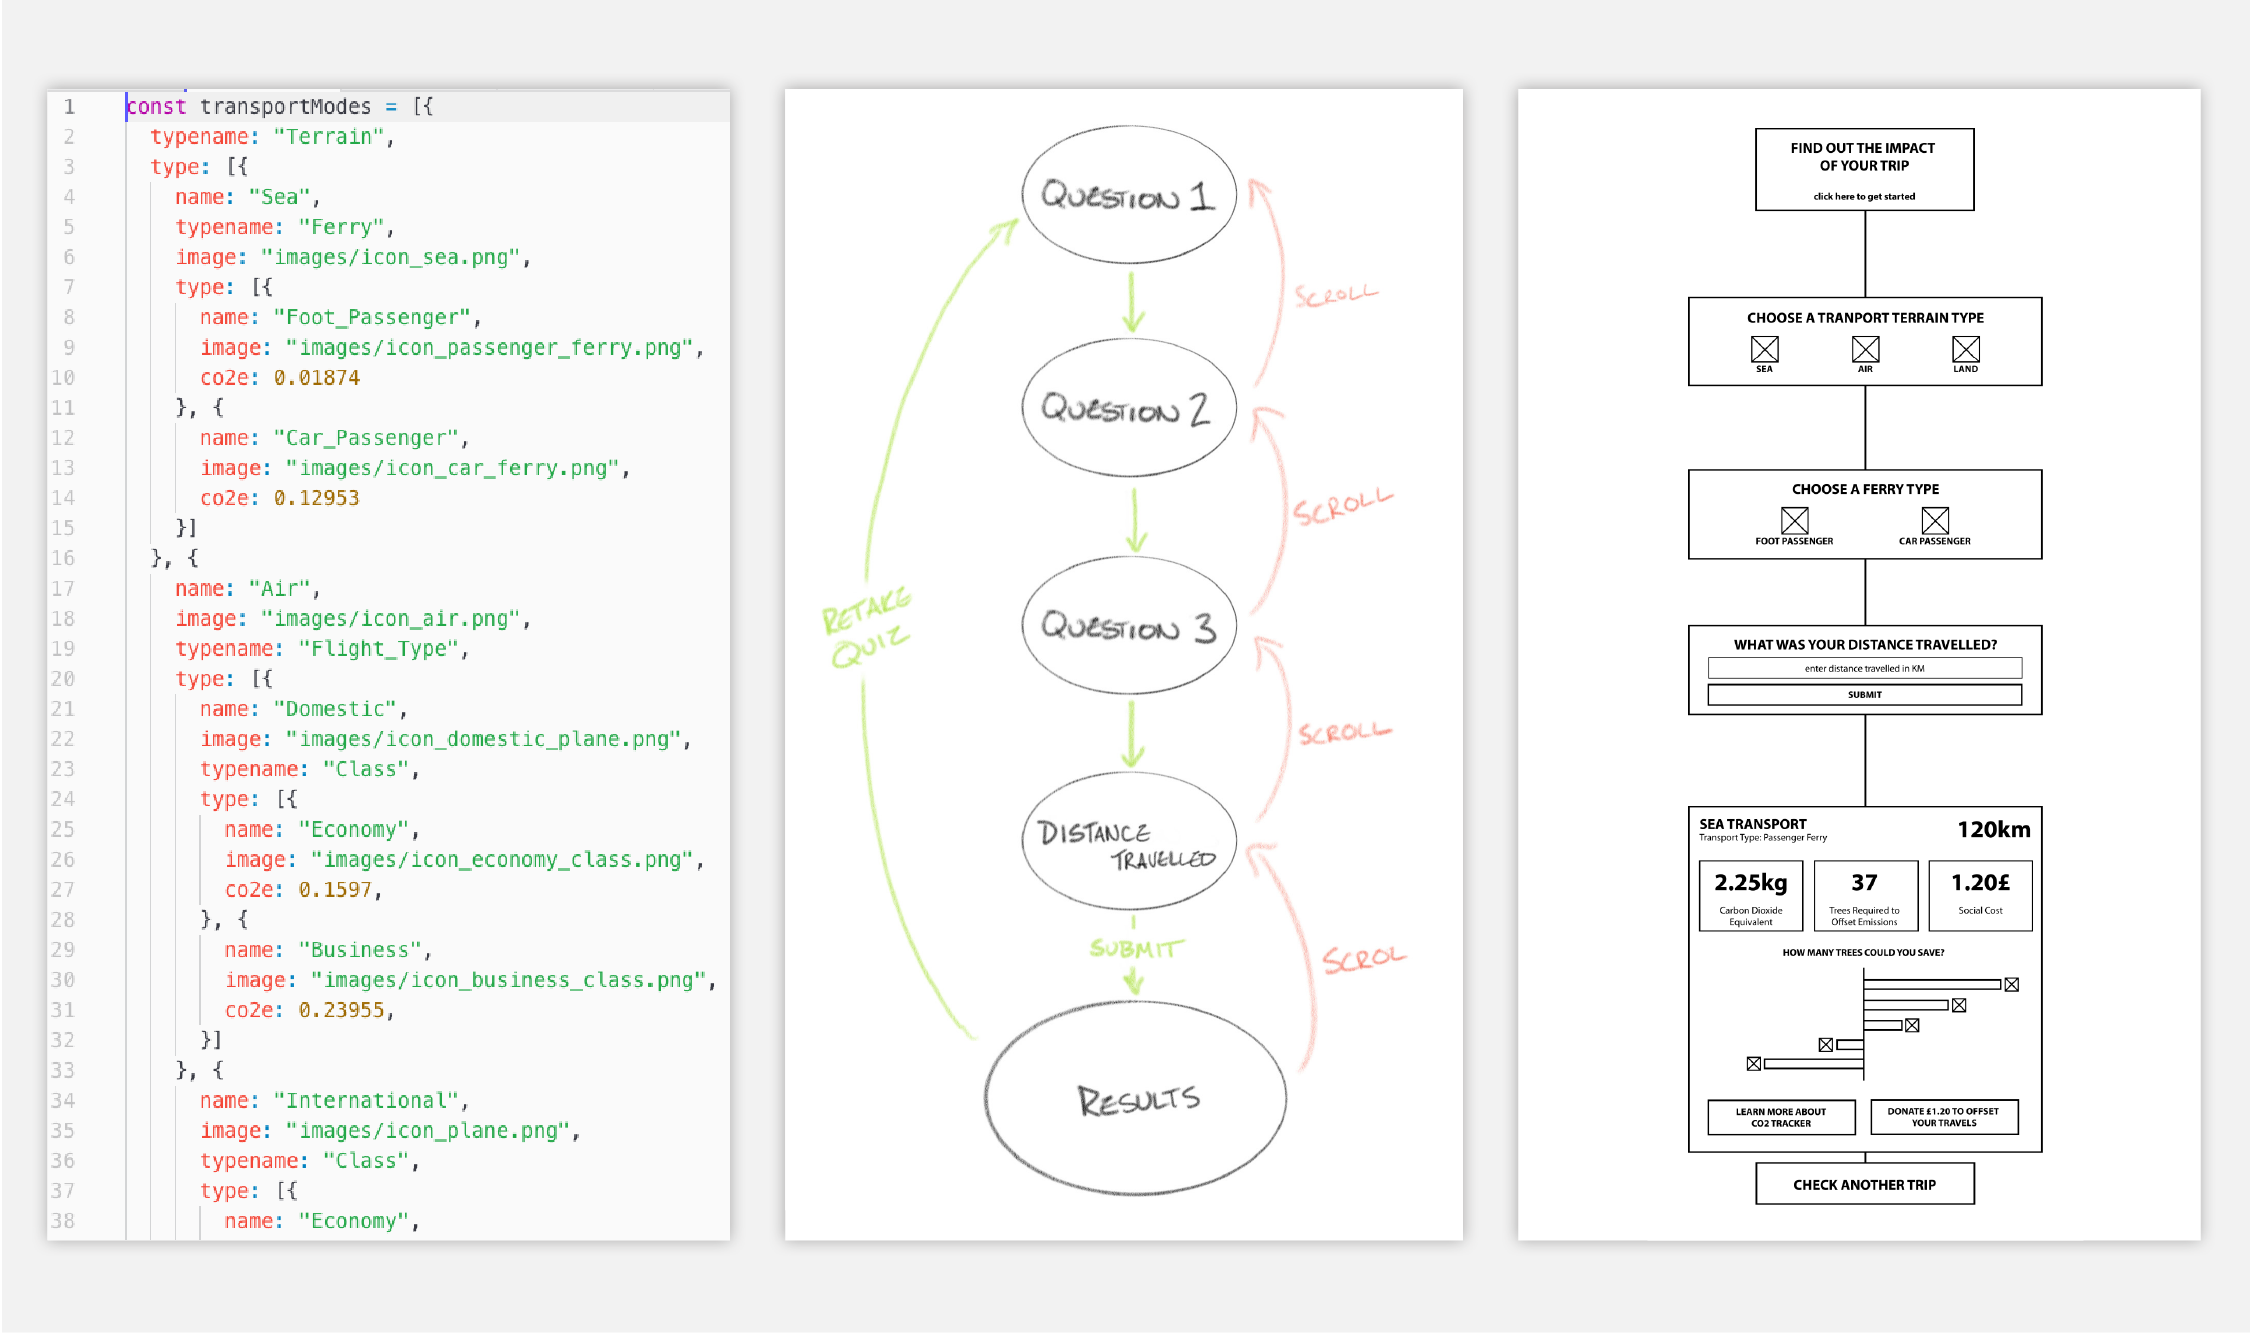 1 const transportModes = [{
2 typename: "Terrain",
3 type: [{
4 name: "Sea",
5 typename: "Ferry",
6 image: "images/icon_sea.png",
7 type: [{
8 name: "Foot_Passenger",
9 image: "images/icon_passenger_ferry.png",
10 co2e: 0.01874
11 }, {
12 name: "Car_Passenger",
13 image: "images/icon_car_ferry.png",
14 co2e: 0.12953
15 }]
16 }, {
17 name: "Air",
18 image: "images/icon_air.png",
19 typename: "Flight_Type",
20 type: [{
21 name: "Domestic",
22 image: "images/icon_domestic_plane.png",
23 typename: "Class",
24 type: [{
25 name: "Economy",
26 image: "images/icon_economy_class.png",
27 co2e: 0.1597,
28 }, {
29 name: "Business",
30 image: "images/icon_business_class.png",
31 co2e: 0.23955,
32 }]
33 }, {
34 name: "International",
35 image: "images/icon_plane.png",
36 typename: "Class",
37 type: [{
38 name: "Economy",
QUESTION 1
SCROLL
QUESTION 2
SCROLL
RETAKE
QUIZ
QUESTION 3
SCROLL
DISTANCE
TRAVELLED
SUBMIT
SCROL
RESULTS
FIND OUT THE IMPACT
OF YOUR TRIP
click here to get started
CHOOSE A TRANPORT TERRAIN TYPE
SEA AIR LAND
CHOOSE A FERRY TYPE
FOOT PASSENGER CAR PASSENGER
WHAT WAS YOUR DISTANCE TRAVELLED?
enter distance travelled in KM
SUBMIT
SEA TRANSPORT
Transport Type: Passenger Ferry
120km
2.25kg
Carbon Dioxide
Equivalent
37
Trees Required to
Offset Emissions
1.20£
Social Cost
HOW MANY TREES COULD YOU SAVE?
LEARN MORE ABOUT
CO2 TRACKER
DONATE £1.20 TO OFFSET
YOUR TRAVELS
CHECK ANOTHER TRIP